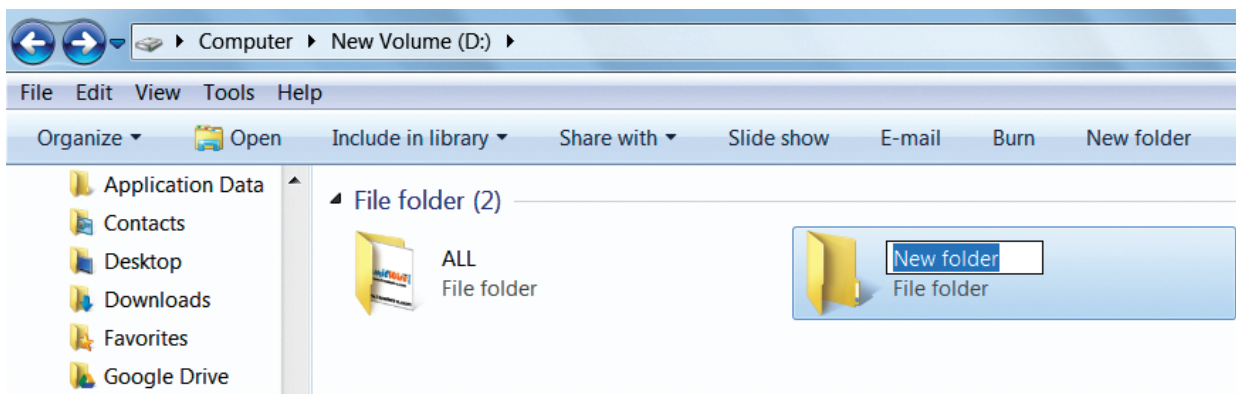 Computer ▸ New Volume (D:) ▸
File Edit View Tools Help
Organize Open Include in library Share with Slide show E-mail Burn New folder
Application Data
Contacts
Desktop
Downloads
Favorites
Google Drive
File folder (2)
ALL
File folder
New folder
File folder